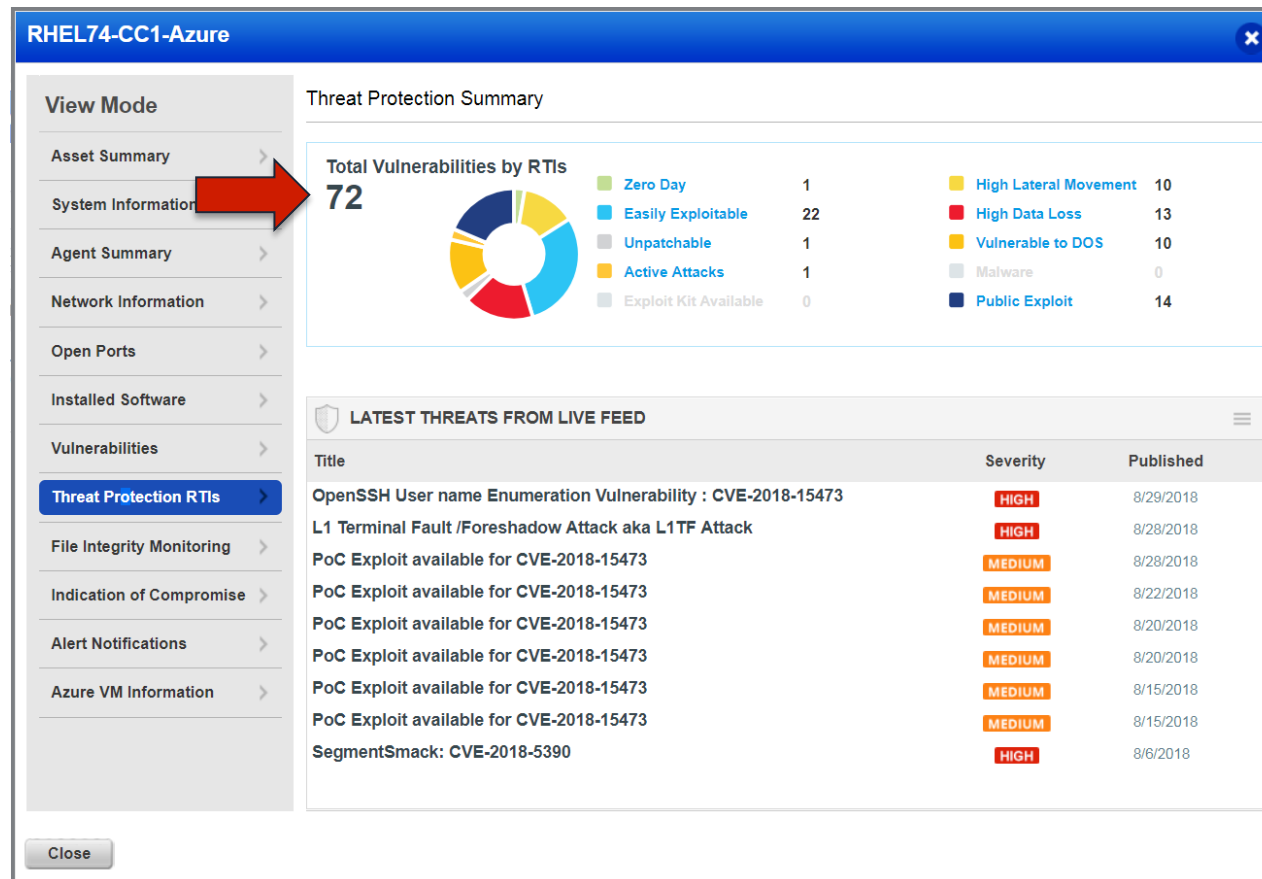 RHEL74-CC1-Azure
View Mode
Asset Summary
System Information
Agent Summary
Network Information
Open Ports
Installed Software
Vulnerabilities
Threat Protection RTIs
File Integrity Monitoring
Indication of Compromise
Alert Notifications
Azure VM Information
Threat Protection Summary
Total Vulnerabilities by RTIs
72
Zero Day 1
Easily Exploitable 22
Unpatchable 1
Active Attacks 1
Exploit Kit Available 0
High Lateral Movement 10
High Data Loss 13
Vulnerable to DOS 10
Malware 0
Public Exploit 14
LATEST THREATS FROM LIVE FEED
Title Severity Published
OpenSSH User name Enumeration Vulnerability : CVE-2018-15473 HIGH 8/29/2018
L1 Terminal Fault /Foreshadow Attack aka L1TF Attack HIGH 8/28/2018
PoC Exploit available for CVE-2018-15473 MEDIUM 8/28/2018
PoC Exploit available for CVE-2018-15473 MEDIUM 8/22/2018
PoC Exploit available for CVE-2018-15473 MEDIUM 8/20/2018
PoC Exploit available for CVE-2018-15473 MEDIUM 8/20/2018
PoC Exploit available for CVE-2018-15473 MEDIUM 8/15/2018
PoC Exploit available for CVE-2018-15473 MEDIUM 8/15/2018
SegmentSmack: CVE-2018-5390 HIGH 8/6/2018
Close